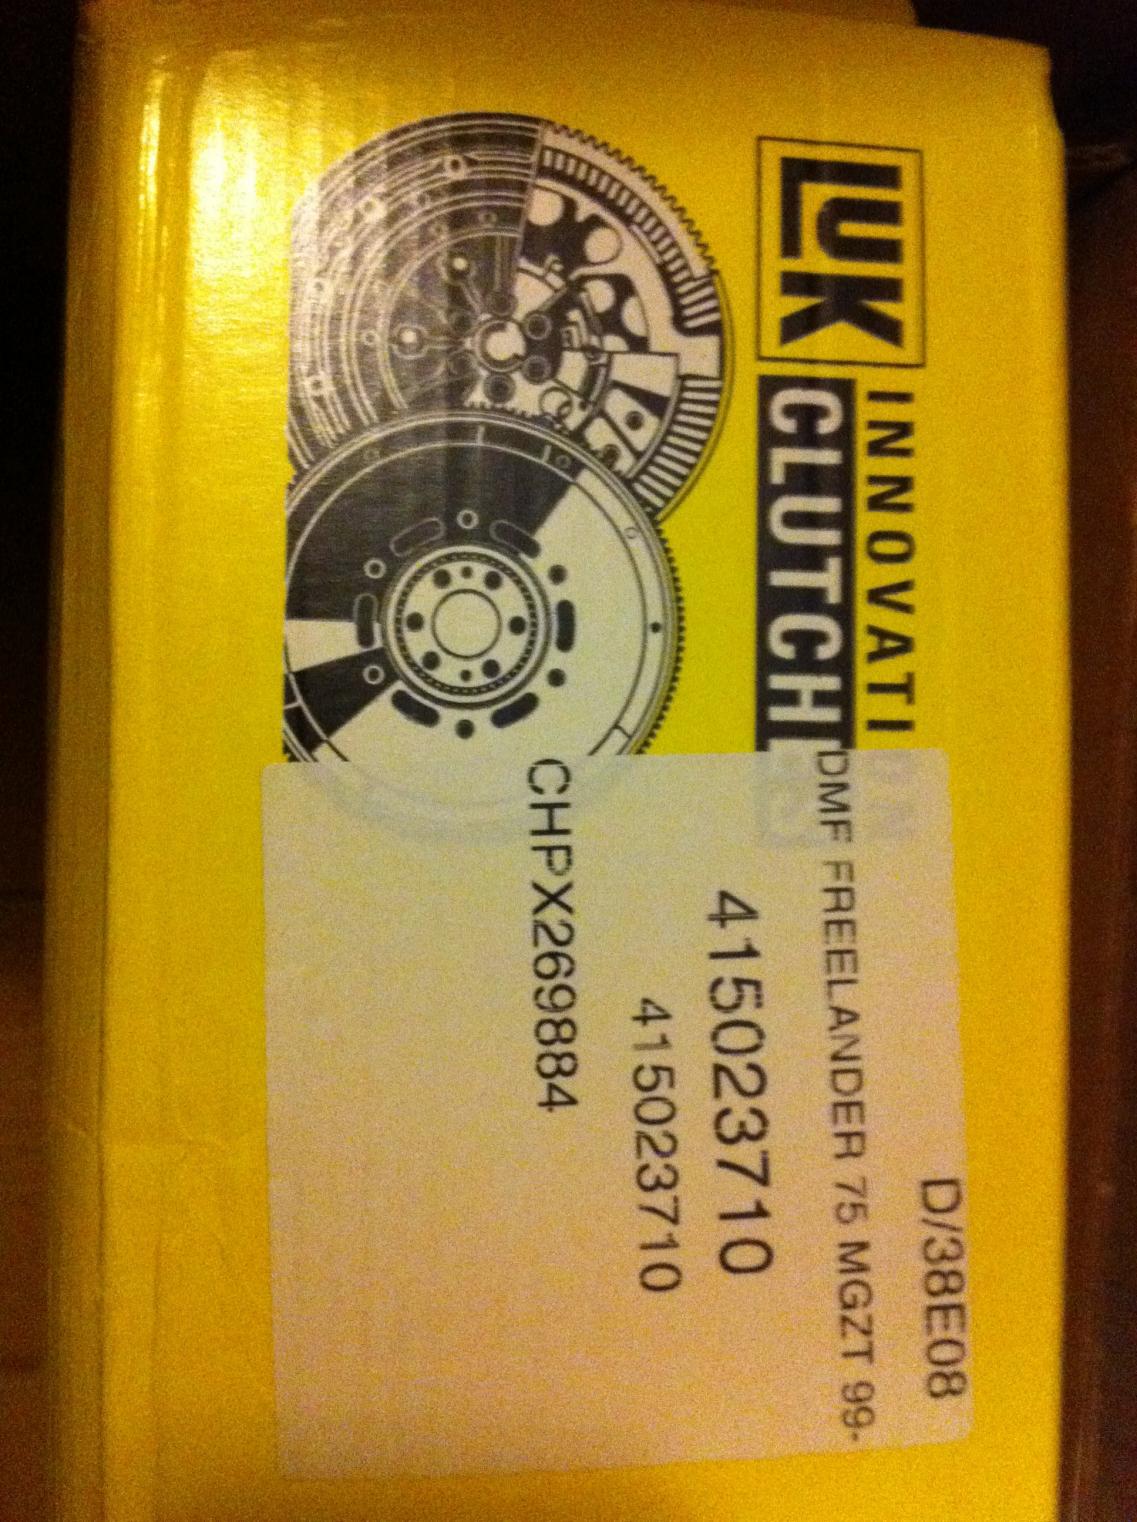 LUK INNOVATI
CLUTCH
D/38E08
DMF FREELANDER 75 MGZT 99-
415023710
415023710
CHPX269884